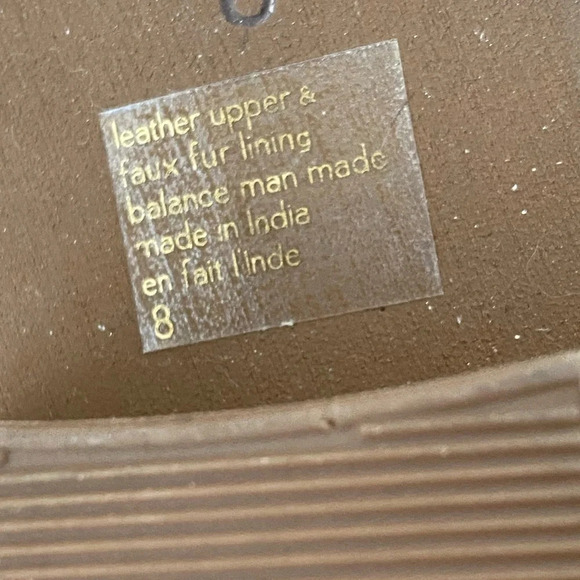 leather upper &
faux fur lining
balance man made
made in India
en fait l'inde
8